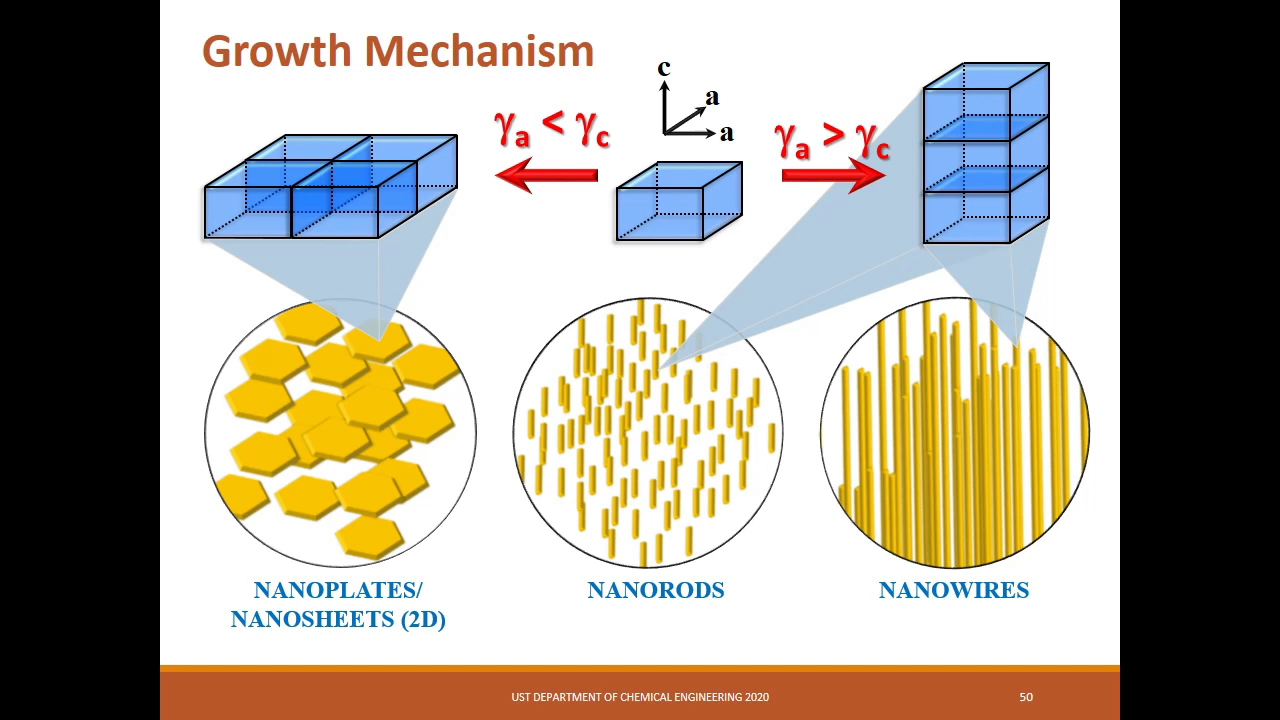 Growth Mechanism
c
a
a
γa < γc
γa > γc
NANOPLATES/
NANOSHEETS (2D)
NANORODS
NANOWIRES
UST DEPARTMENT OF CHEMICAL ENGINEERING 2020
50